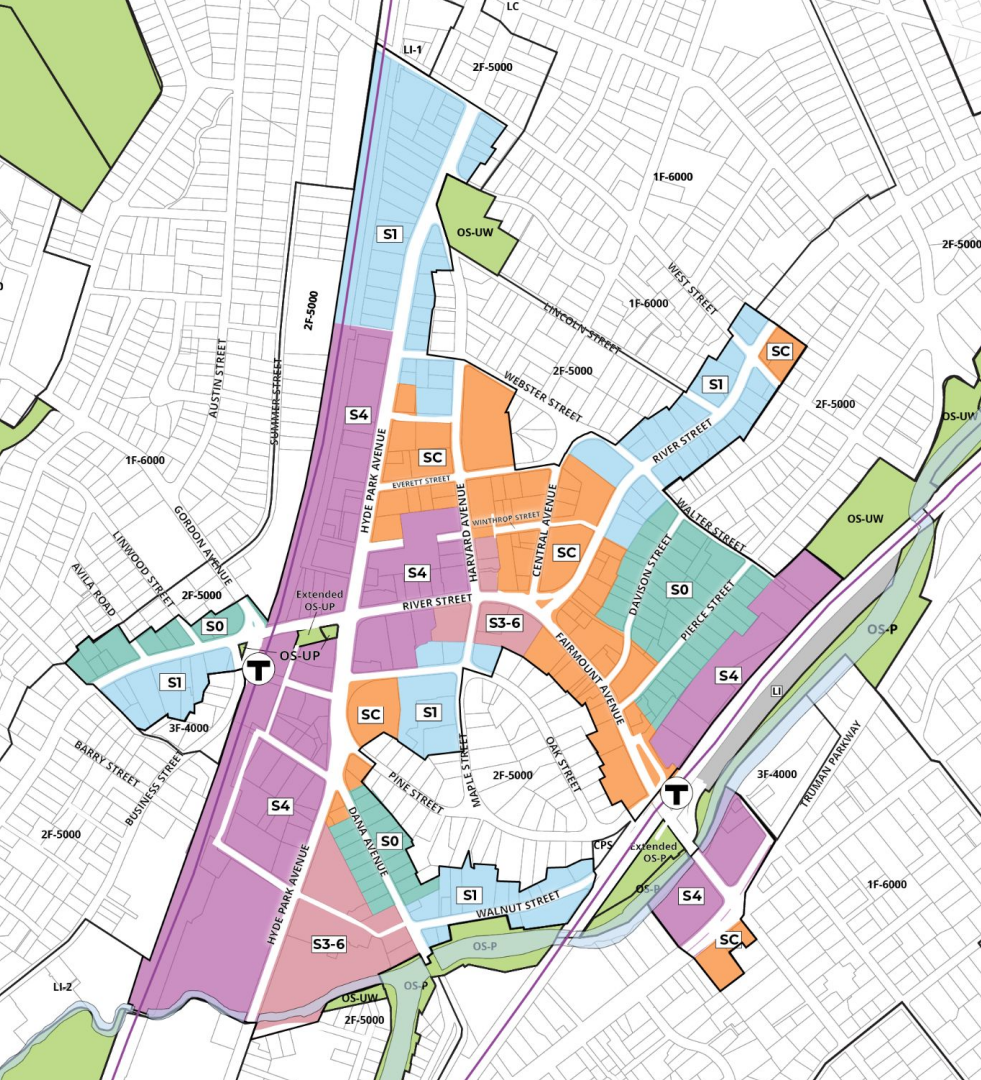 LC
LI-1
2F-5000
1F-6000
S1
OS-UW
2F-5000
WEST STREET
2F-5000
1F-6000
LINCOLN STREET
SC
AUSTIN STREET
SUMMER STREET
2F-5000
WEBSTER STREET
S1
2F-5000
OS-UW
S4
HYDE PARK AVENUE
SC
RIVER STREET
1F-6000
EVERETT STREET
HARVARD AVENUE
WINTHROP STREET
CENTRAL AVENUE
WALTER STREET
OS-UW
GORDON AVENUE
LINWOOD STREET
AVILA ROAD
SC
DAVISON STREET
PIERCE STREET
S0
S4
2F-5000
Extended
OS-UP
RIVER STREET
S0
S3-6
OS-P
OS-UP
T
FAIRMOUNT AVENUE
S4
S1
LI
SC
S1
3F-4000
BARRY STREET
BUSINESS STREET
MAPLE STREET
OAK STREET
TRUMAN PARKWAY
2F-5000
PINE STREET
3F-4000
T
S4
DANA AVENUE
2F-5000
S0
CPS
Extended
OS-P
HYDE PARK AVENUE
OS-P
1F-6000
S1
WALNUT STREET
S4
S3-6
OS-P
SC
LI-2
OS-UW
OS-P
2F-5000